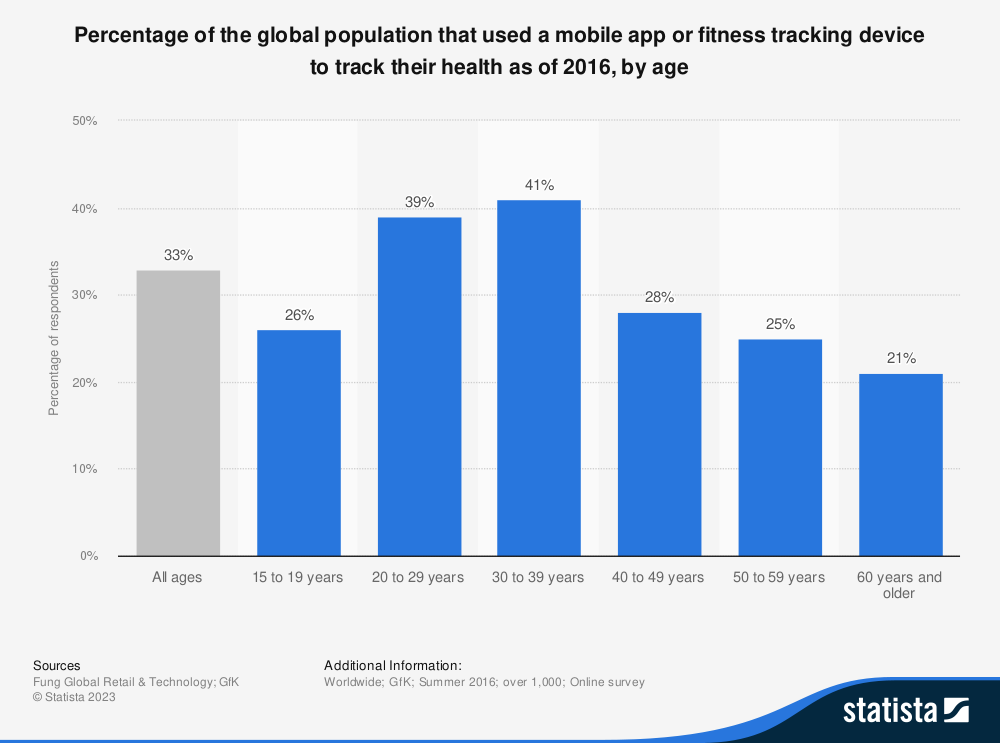 Percentage of the global population that used a mobile app or fitness tracking device
to track their health as of 2016, by age
50%
40%
30%
20%
10%
0%
Percentage of respondents
33%
26%
39%
41%
28%
25%
21%
All ages
15 to 19 years
20 to 29 years
30 to 39 years
40 to 49 years
50 to 59 years
60 years and
older
Sources
Fung Global Retail & Technology; GfK
© Statista 2023
Additional Information:
Worldwide; GfK; Summer 2016; over 1,000; Online survey
statista